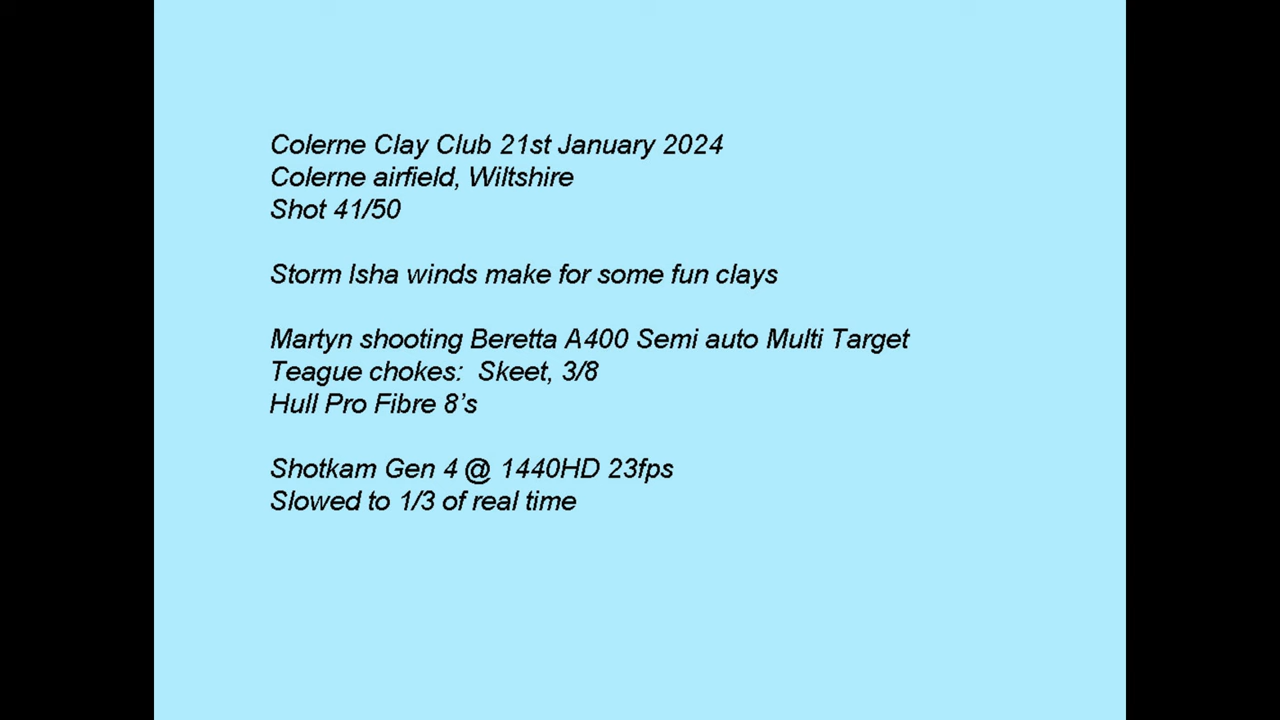 Colerne Clay Club 21st January 2024
Colerne airfield, Wiltshire
Shot 41/50
Storm Isha winds make for some fun clays
Martyn shooting Beretta A400 Semi auto Multi Target
Teague chokes:  Skeet, 3/8
Hull Pro Fibre 8’s
Shotkam Gen 4 @ 1440HD 23fps
Slowed to 1/3 of real time